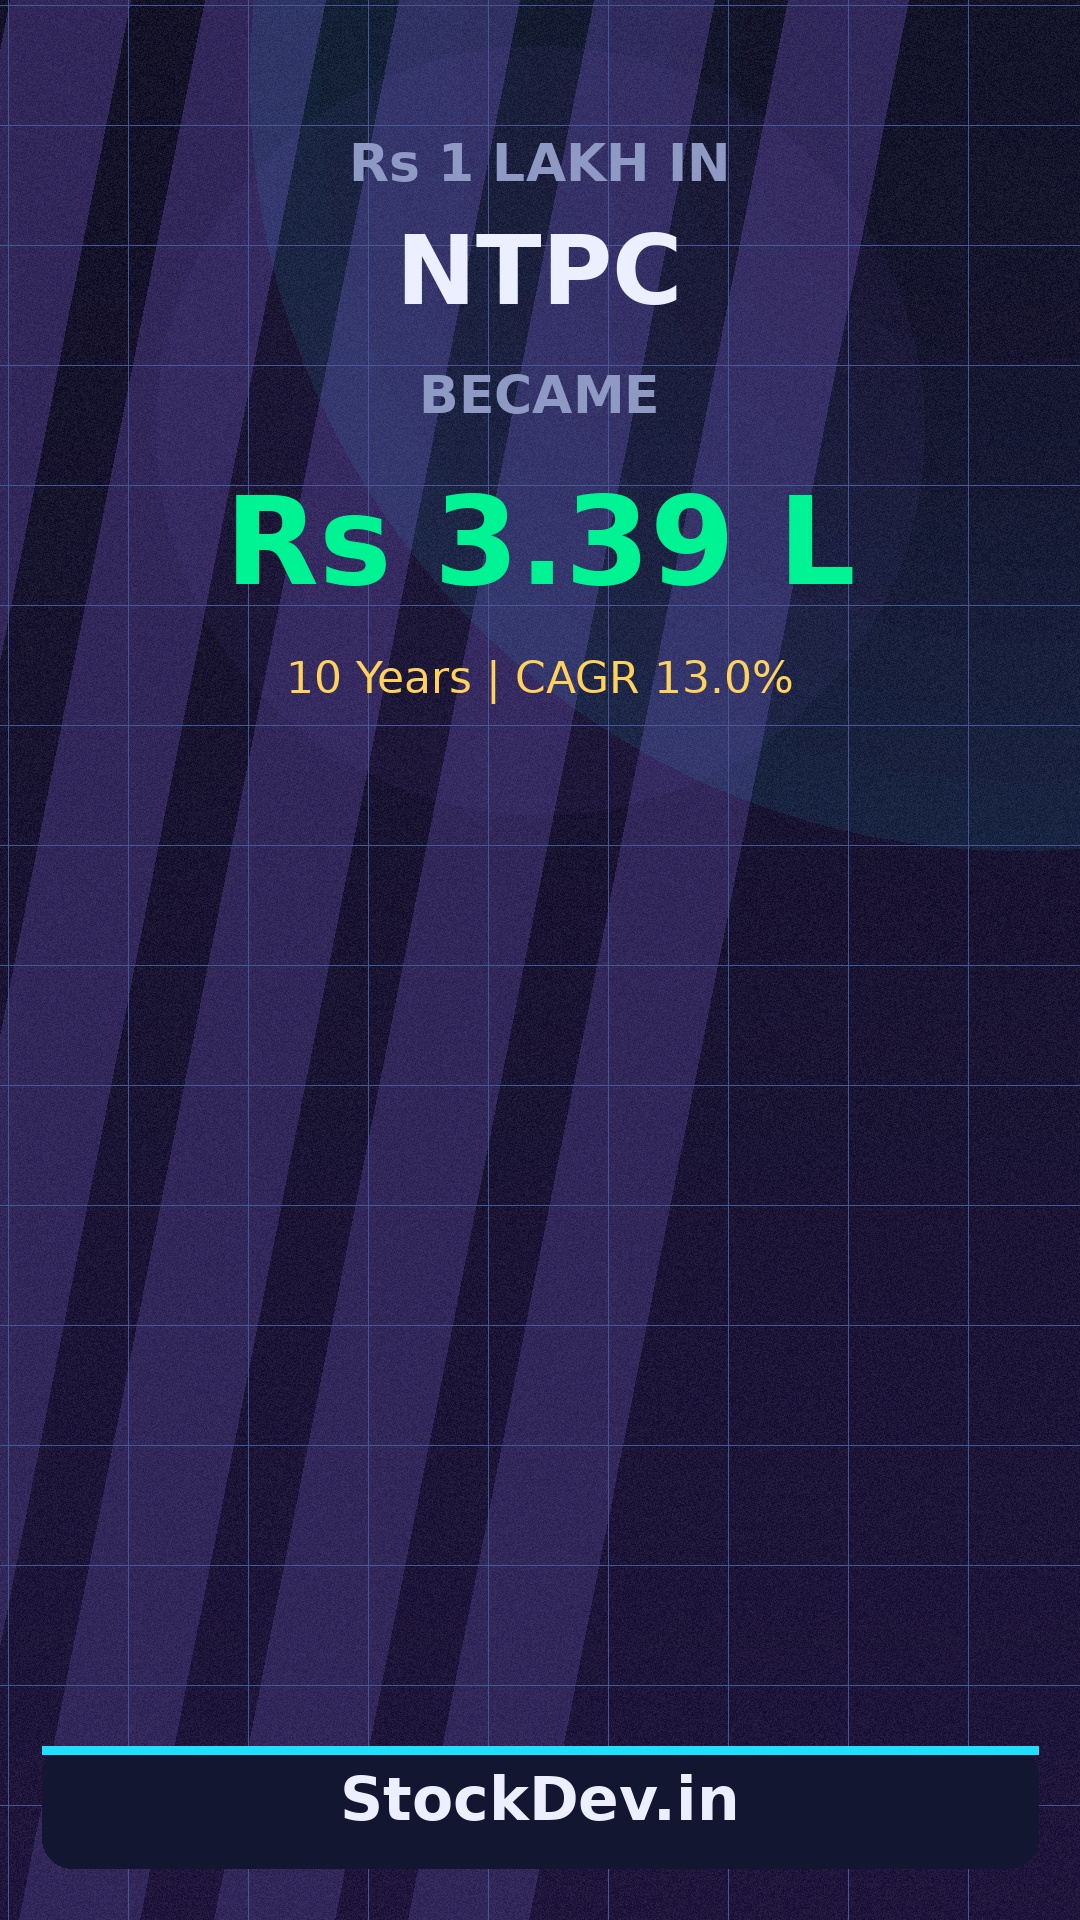 Rs 1 LAKH IN
NTPC
BECAME
Rs 3.39 L
10 Years | CAGR 13.0%
StockDev.in